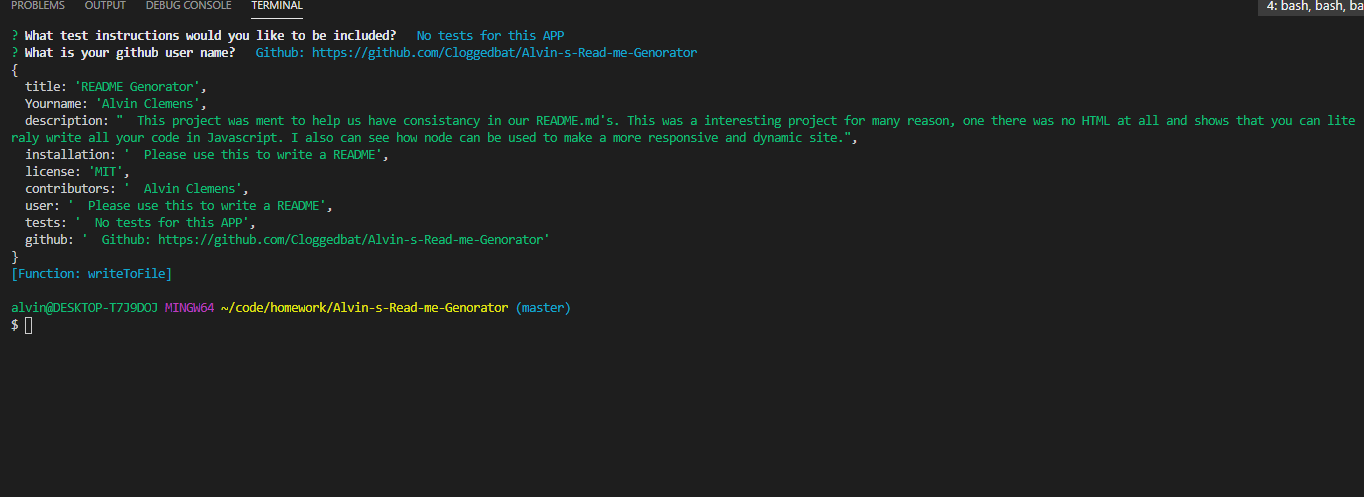 PROBLEMS OUTPUT DEBUG CONSOLE TERMINAL 4: bash, bash, ba
? What test instructions would you like to be included? No tests for this APP
? What is your github user name? Github: https://github.com/Cloggedbat/Alvin-s-Read-me-Genorator
{
title: 'README Genorator',
Yourname: 'Alvin Clemens',
description: " This project was ment to help us have consistancy in our README.md's. This was a interesting project for many reason, one there was no HTML at all and shows that you can lite
raly write all your code in Javascript. I also can see how node can be used to make a more responsive and dynamic site.",
installation: ' Please use this to write a README',
license: 'MIT',
contributors: ' Alvin Clemens',
user: ' Please use this to write a README',
tests: ' No tests for this APP',
github: ' Github: https://github.com/Cloggedbat/Alvin-s-Read-me-Genorator'
}
[Function: writeToFile]
alvin@DESKTOP-T7J9DOJ MINGW64 ~/code/homework/Alvin-s-Read-me-Genorator (master)
$